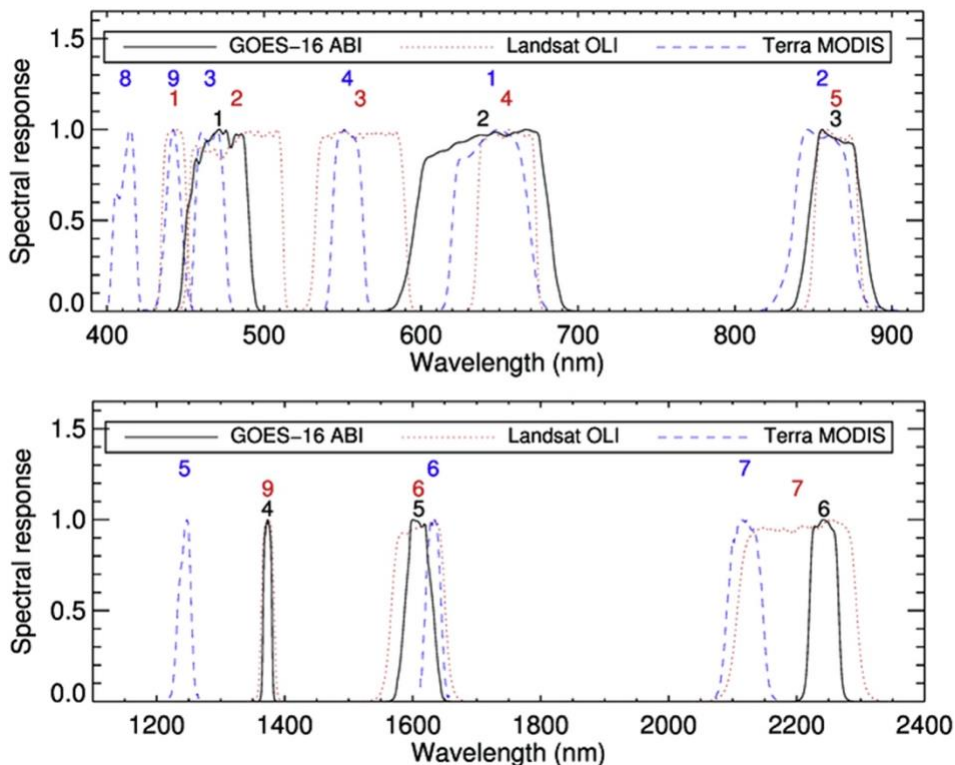 1.5
GOES−16 ABI Landsat OLI Terra MODIS
8 9 3 4 1 2
1 2 3 4 5
1 2 3
1.0
0.5
0.0
Spectral response
400 500 600 700 800 900
Wavelength (nm)
1.5
GOES−16 ABI Landsat OLI Terra MODIS
5 6 7
9 6 7
4 5 6
1.0
0.5
0.0
Spectral response
1200 1400 1600 1800 2000 2200 2400
Wavelength (nm)